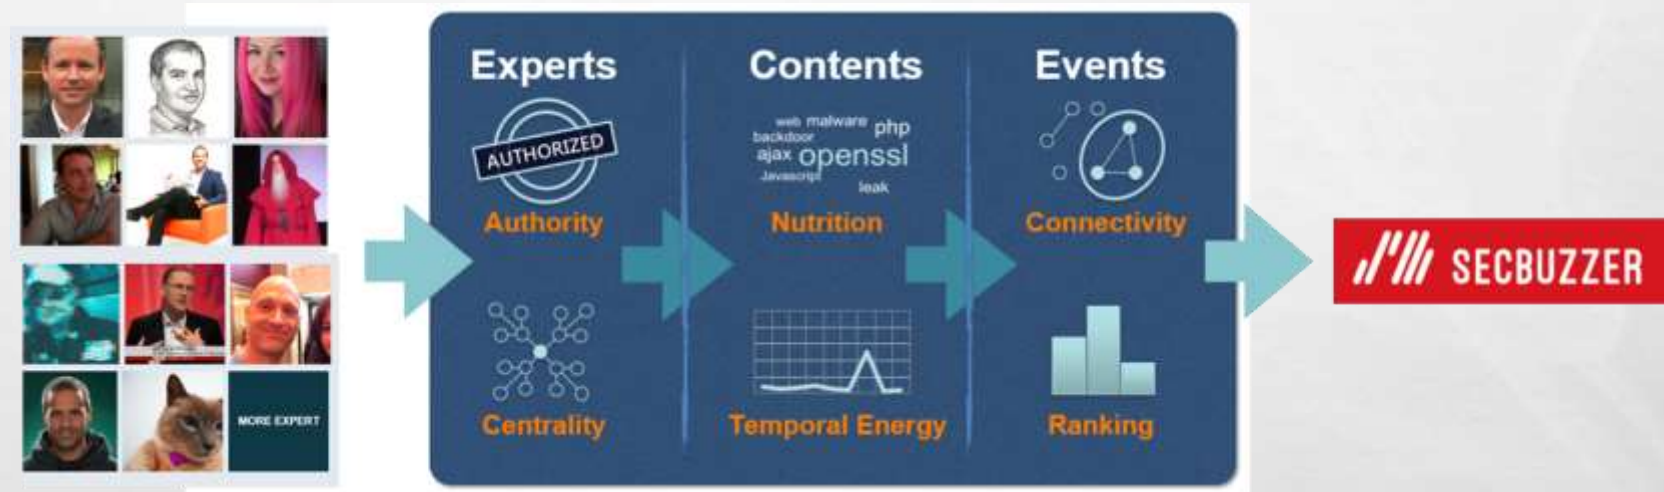 MORE EXPERT
Experts
AUTHORIZED
Authority
Centrality
Contents
web malware php
backdoor
ajax openssl
Javascript
leak
Nutrition
Temporal Energy
Events
Connectivity
Ranking
SECBUZZER